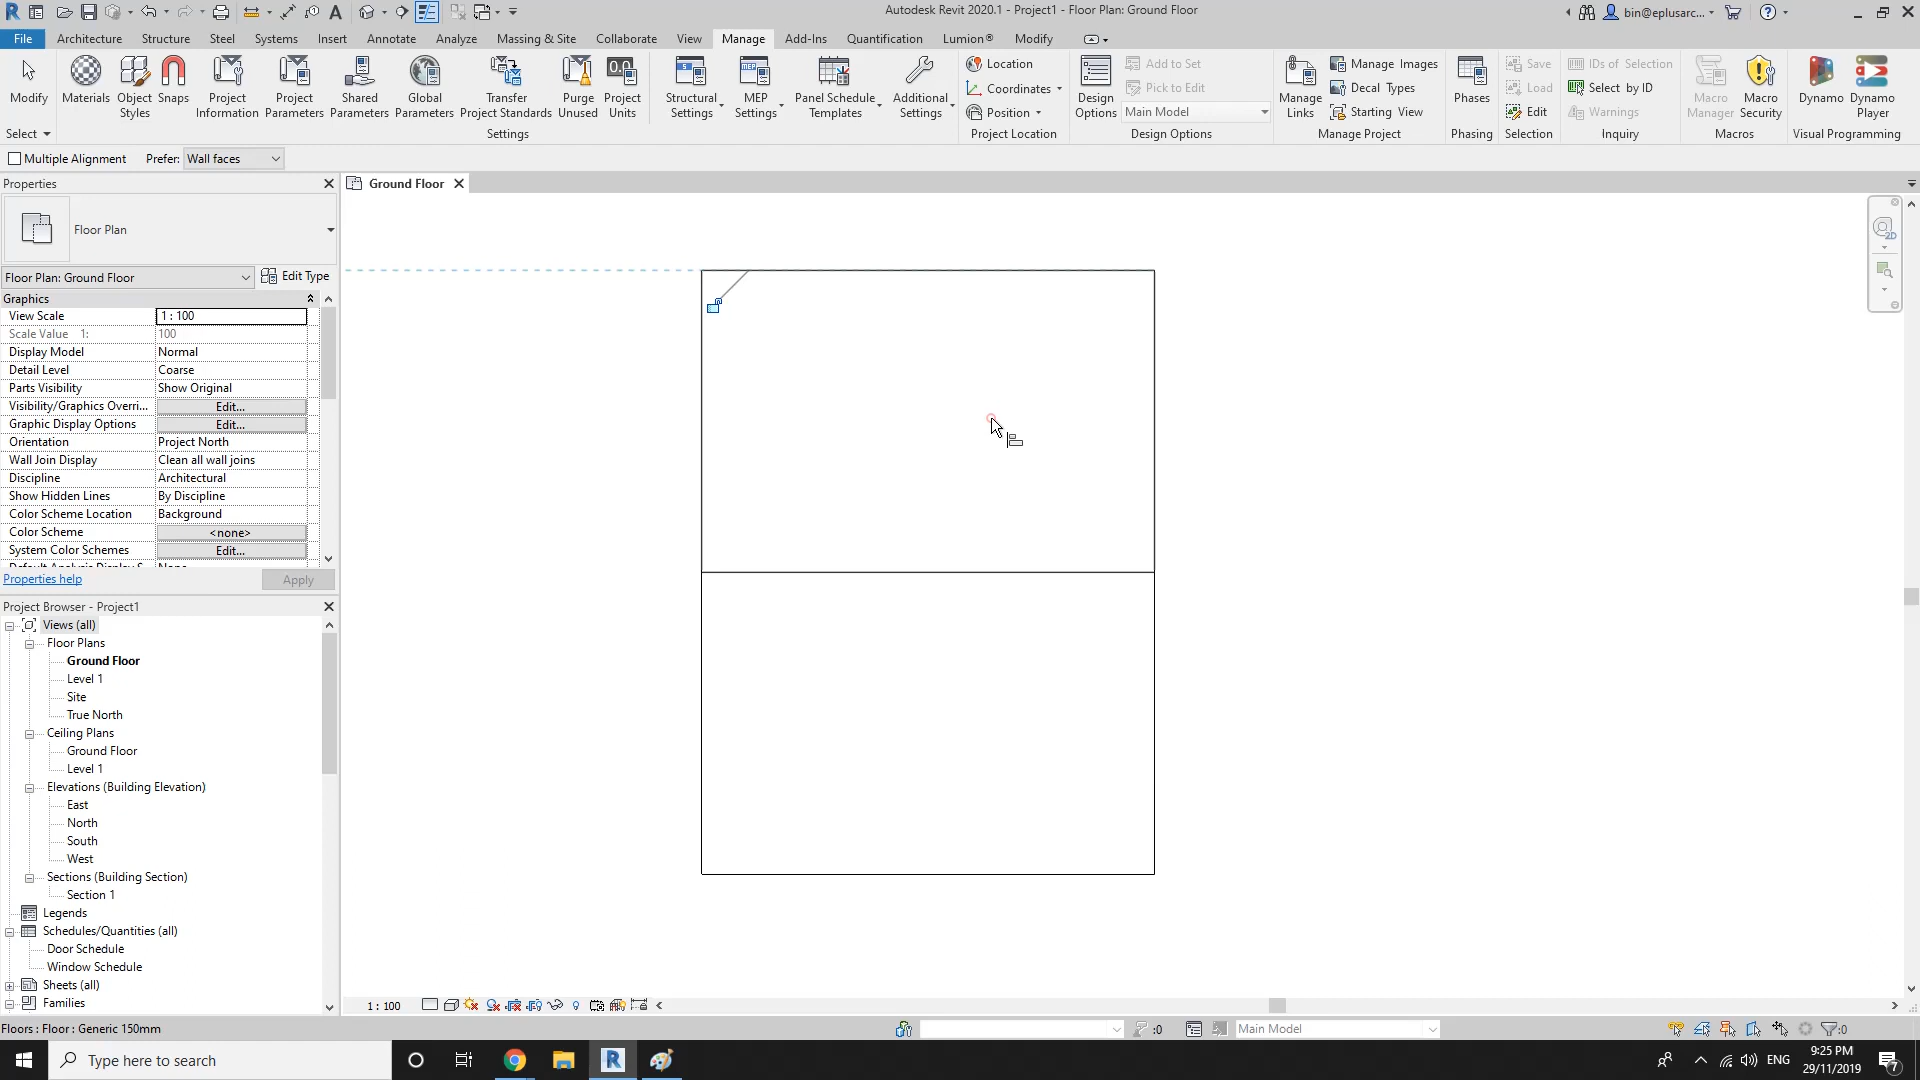 Autodesk Revit 2020.1 - Project1 - Floor Plan: Ground Floor
bin@eplusarc...
File Architecture Structure Steel Systems Insert Annotate Analyze Massing & Site Collaborate View Manage Add-Ins Quantification Lumion® Modify
Modify
Materials
Object Styles
Snaps
Project Information
Project Parameters
Shared Parameters
Global Parameters
Transfer Project Standards
Purge Unused
Project Units
Structural Settings
MEP Settings
Panel Schedule Templates
Additional Settings
Location
Coordinates
Position
Design Options
Add to Set
Pick to Edit
Main Model
Manage Links
Manage Images
Decal Types
Starting View
Phases
Save
Load
Edit
IDs of Selection
Select by ID
Warnings
Macro Manager
Macro Security
Dynamo
Dynamo Player
Select
Settings
Project Location
Design Options
Manage Project
Phasing
Selection
Inquiry
Macros
Visual Programming
Multiple Alignment Prefer: Wall faces
Properties
Ground Floor
Floor Plan
Floor Plan: Ground Floor Edit Type
Graphics
View Scale 1 : 100
Scale Value 1: 100
Display Model Normal
Detail Level Coarse
Parts Visibility Show Original
Visibility/Graphics Overri... Edit...
Graphic Display Options Edit...
Orientation Project North
Wall Join Display Clean all wall joins
Discipline Architectural
Show Hidden Lines By Discipline
Color Scheme Location Background
Color Scheme <none>
System Color Schemes Edit...
Properties help Apply
Project Browser - Project1
Views (all)
Floor Plans
Ground Floor
Level 1
Site
True North
Ceiling Plans
Ground Floor
Level 1
Elevations (Building Elevation)
East
North
South
West
Sections (Building Section)
Section 1
Legends
Schedules/Quantities (all)
Door Schedule
Window Schedule
Sheets (all)
Families
2D
1 : 100
Floors : Floor : Generic 150mm
:0
Main Model
:0
Type here to search
ENG
9:25 PM
29/11/2019
7